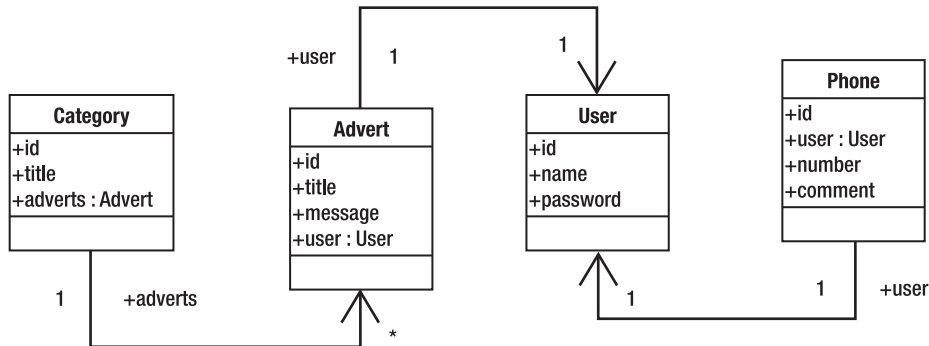 +user
1
1
Category
+id
+title
+adverts : Advert
Advert
+id
+title
+message
+user : User
User
+id
+name
+password
Phone
+id
+user : User
+number
+comment
1
+adverts
*
1
1
+user